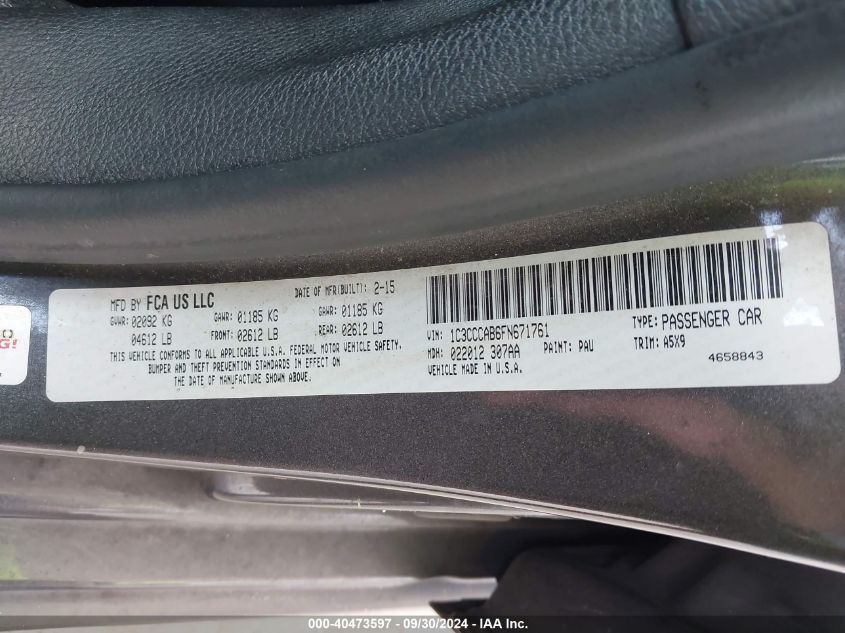 MFD BY FCA US LLC
DATE OF MFR(BUILT): 2-15
GVWR: 02092 KG
GAWR: 01185 KG
GAWR: 01185 KG
04612 LB
FRONT: 02612 LB
REAR: 02612 LB
THIS VEHICLE CONFORMS TO ALL APPLICABLE U.S.A. FEDERAL MOTOR VEHICLE SAFETY,
BUMPER AND THEFT PREVENTION STANDARDS IN EFFECT ON
THE DATE OF MANUFACTURE SHOWN ABOVE.
VIN: 1C3CCCAB6FN671761
TYPE: PASSENGER CAR
MDH: 022012 307AA
PAINT: PAU
TRIM: A5X9
VEHICLE MADE IN U.S.A.
4658843
000-40473597 - 09/30/2024 - IAA Inc.